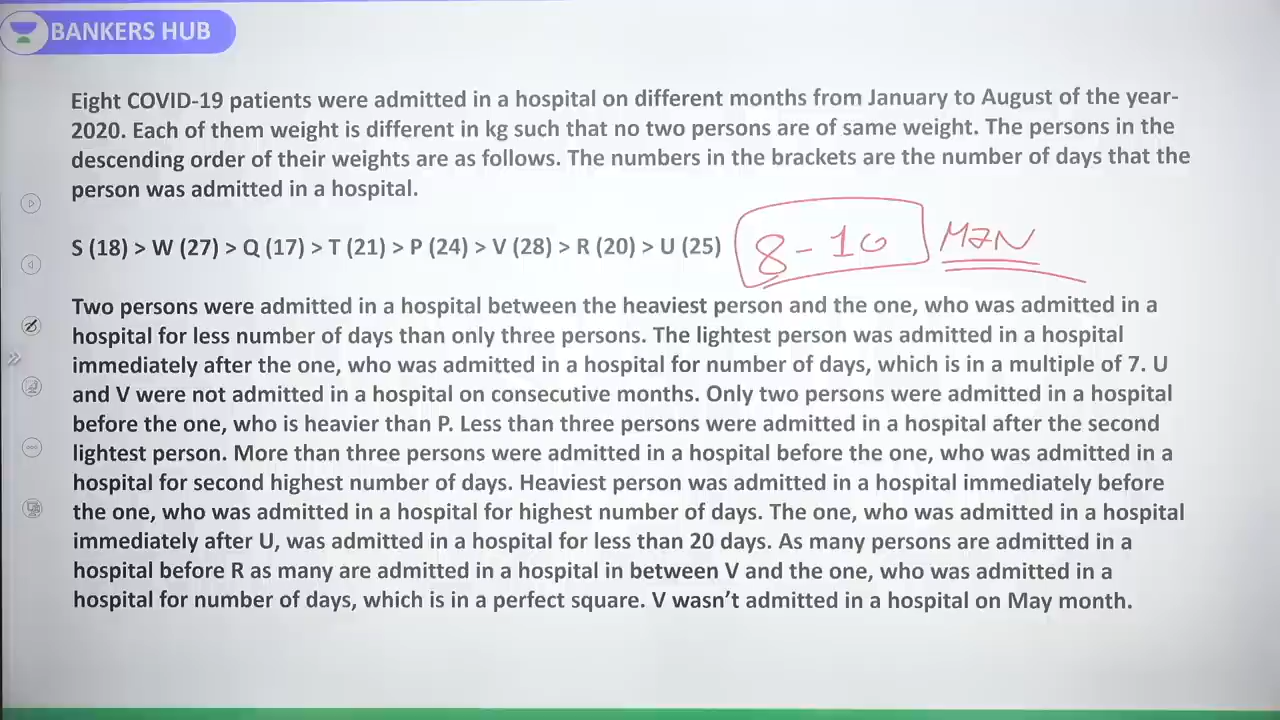 BANKERS HUB
Eight COVID-19 patients were admitted in a hospital on different months from January to August of the year-
2020. Each of them weight is different in kg such that no two persons are of same weight. The persons in the
descending order of their weights are as follows. The numbers in the brackets are the number of days that the
person was admitted in a hospital.
S (18) > W (27) > Q (17) > T (21) > P (24) > V (28) > R (20) > U (25)
8-10 MIN
Two persons were admitted in a hospital between the heaviest person and the one, who was admitted in a
hospital for less number of days than only three persons. The lightest person was admitted in a hospital
immediately after the one, who was admitted in a hospital for number of days, which is in a multiple of 7. U
and V were not admitted in a hospital on consecutive months. Only two persons were admitted in a hospital
before the one, who is heavier than P. Less than three persons were admitted in a hospital after the second
lightest person. More than three persons were admitted in a hospital before the one, who was admitted in a
hospital for second highest number of days. Heaviest person was admitted in a hospital immediately before
the one, who was admitted in a hospital for highest number of days. The one, who was admitted in a hospital
immediately after U, was admitted in a hospital for less than 20 days. As many persons are admitted in a
hospital before R as many are admitted in a hospital in between V and the one, who was admitted in a
hospital for number of days, which is in a perfect square. V wasn't admitted in a hospital on May month.